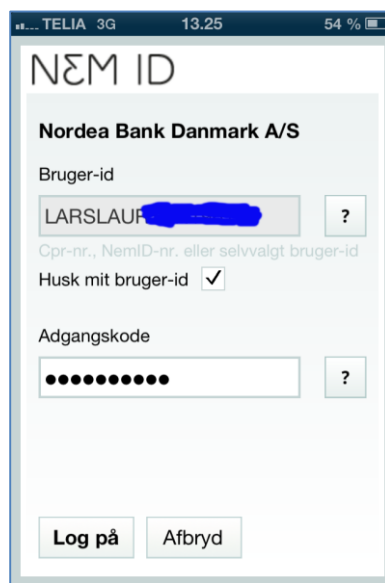 TELIA 3G 13.25 54 %
NEM ID
Nordea Bank Danmark A/S
Bruger-id
?
Cpr-nr., NemID-nr. eller selvvalgt bruger-id
Husk mit bruger-id
Adgangskode
?
Log på Afbryd